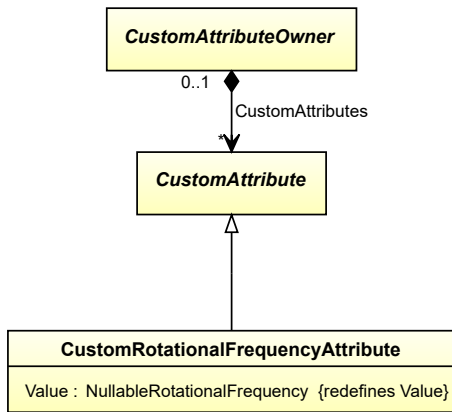 CustomAttributeOwner
0..1
CustomAttributes
*
CustomAttribute
CustomRotationalFrequencyAttribute
Value : NullableRotationalFrequency {redefines Value}